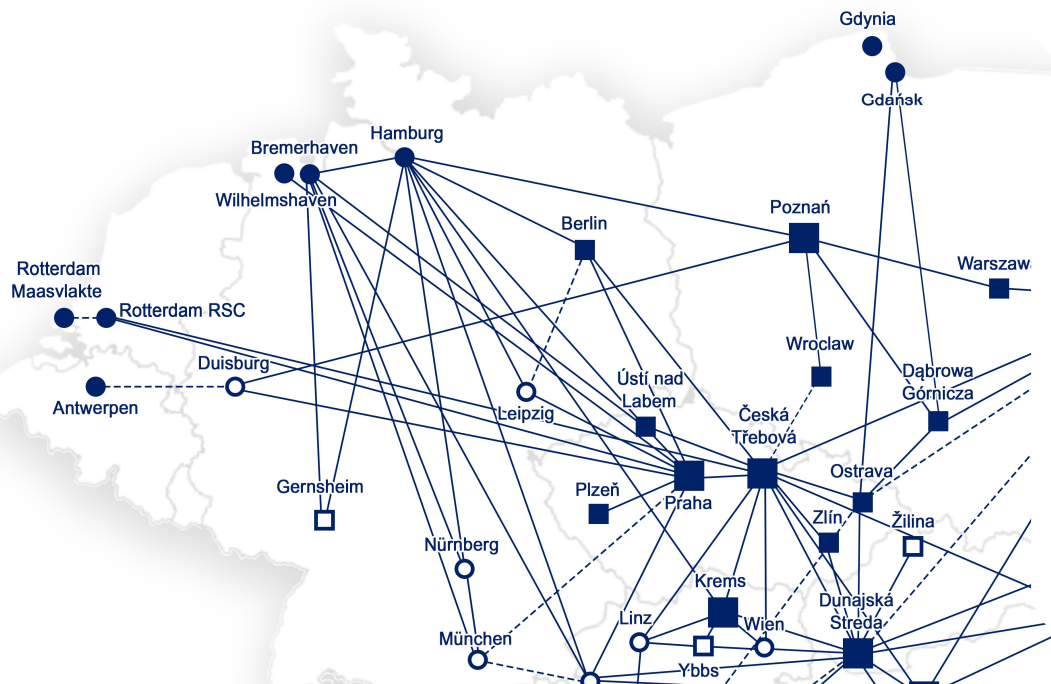 Gdynia
Gdańsk
Hamburg
Bremerhaven
Wilhelmshaven
Berlin
Poznań
Warszaw
Rotterdam
Maasvlakte
Rotterdam RSC
Duisburg
Antwerpen
Wroclaw
Ústí nad
Labem
Dąbrowa
Górnicza
Leipzig
Česká
Třebová
Gernsheim
Plzeň
Praha
Ostrava
Zlín
Žilina
Nürnberg
Krems
Dunajská
Streda
Linz
Wien
München
Ybbs